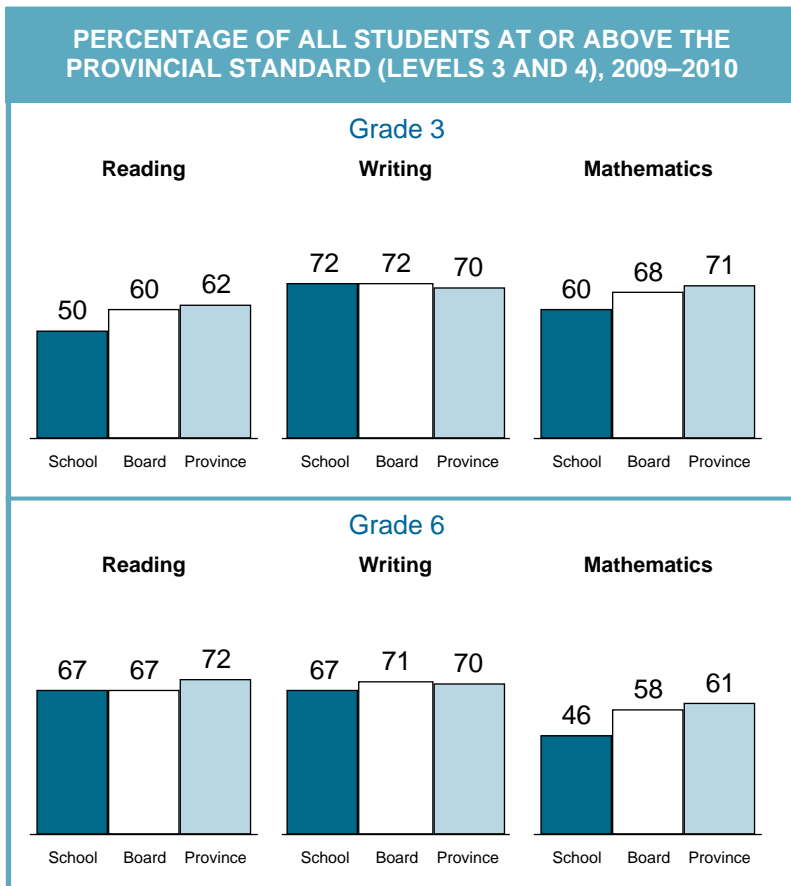 PERCENTAGE OF ALL STUDENTS AT OR ABOVE THE
PROVINCIAL STANDARD (LEVELS 3 AND 4), 2009–2010
Grade 3
Reading Writing Mathematics
50 60 62 72 72 70 60 68 71
School Board Province School Board Province School Board Province
Grade 6
Reading Writing Mathematics
67 67 72 67 71 70 46 58 61
School Board Province School Board Province School Board Province